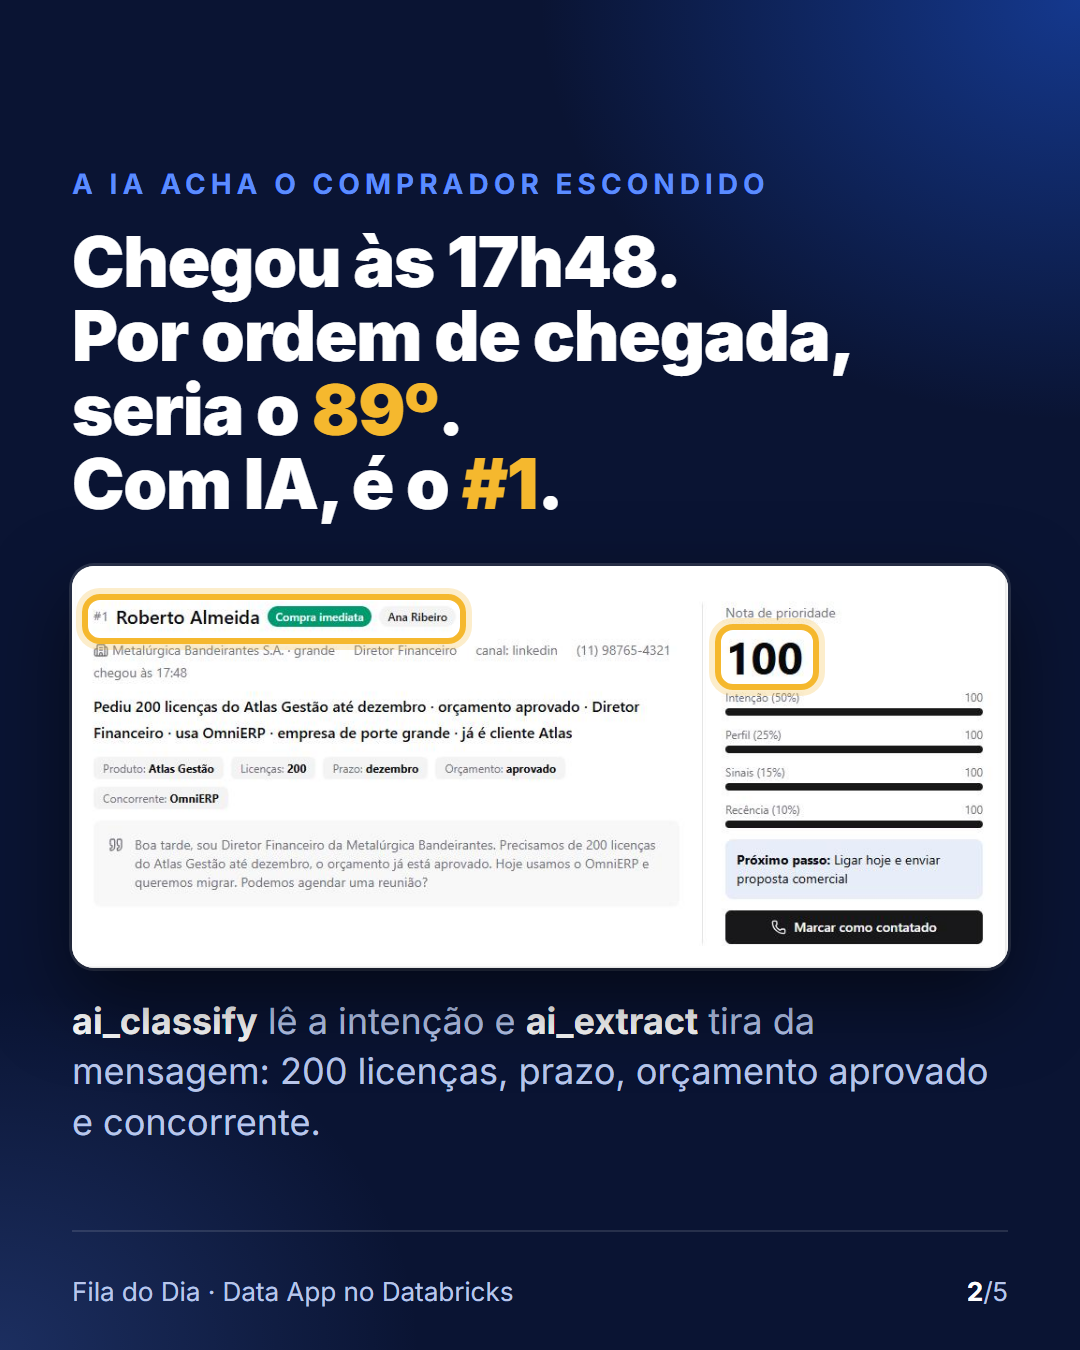 A IA ACHA O COMPRADOR ESCONDIDO
Chegou às 17h48.
Por ordem de chegada,
seria o 89º.
Com IA, é o #1.
#1 Roberto Almeida Compra imediata Ana Ribeiro
Metalúrgica Bandeirantes S.A. · grande Diretor Financeiro canal: linkedin (11) 98765-4321
chegou às 17:48
Pediu 200 licenças do Atlas Gestão até dezembro · orçamento aprovado · Diretor
Financeiro · usa OmniERP · empresa de porte grande · já é cliente Atlas
Produto: Atlas Gestão Licenças: 200 Prazo: dezembro Orçamento: aprovado
Concorrente: OmniERP
Boa tarde, sou Diretor Financeiro da Metalúrgica Bandeirantes. Precisamos de 200 licenças
do Atlas Gestão até dezembro, o orçamento já está aprovado. Hoje usamos o OmniERP e
queremos migrar. Podemos agendar uma reunião?
Nota de prioridade
100
Intenção (50%) 100
Perfil (25%) 100
Sinais (15%) 100
Recência (10%) 100
Próximo passo: Ligar hoje e enviar
proposta comercial
Marcar como contatado
ai_classify lê a intenção e ai_extract tira da
mensagem: 200 licenças, prazo, orçamento aprovado
e concorrente.
Fila do Dia · Data App no Databricks
2/5